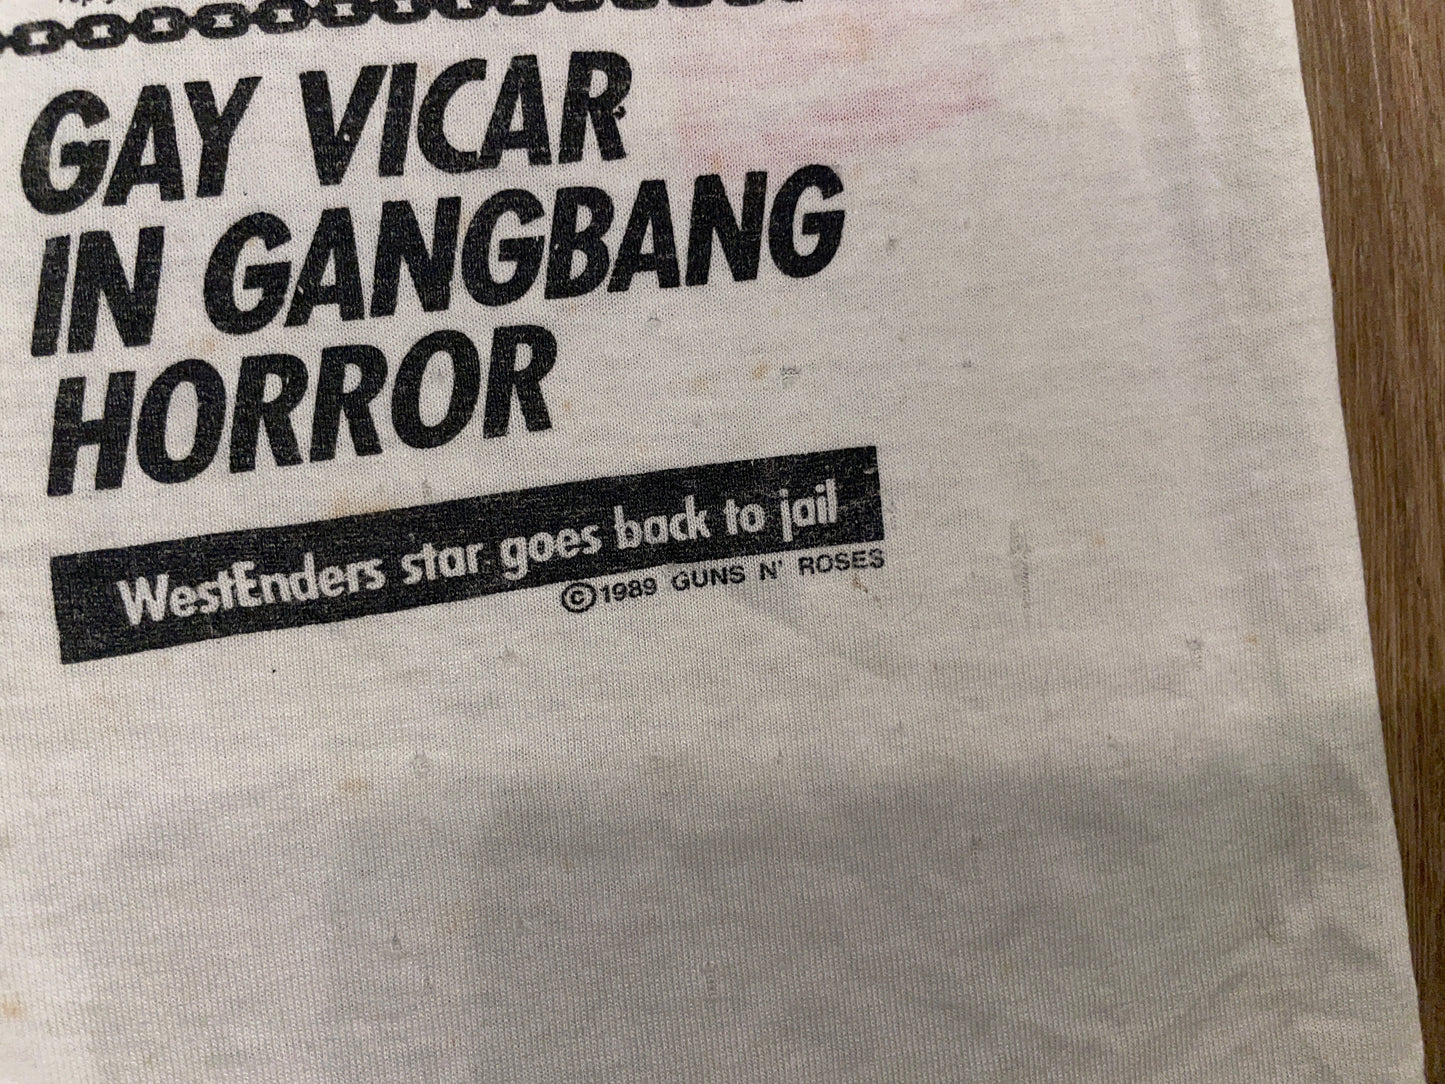 GAY VICAR
IN GANGBANG
HORROR
WestEnders star goes back to jail
©1989 GUNS N' ROSES